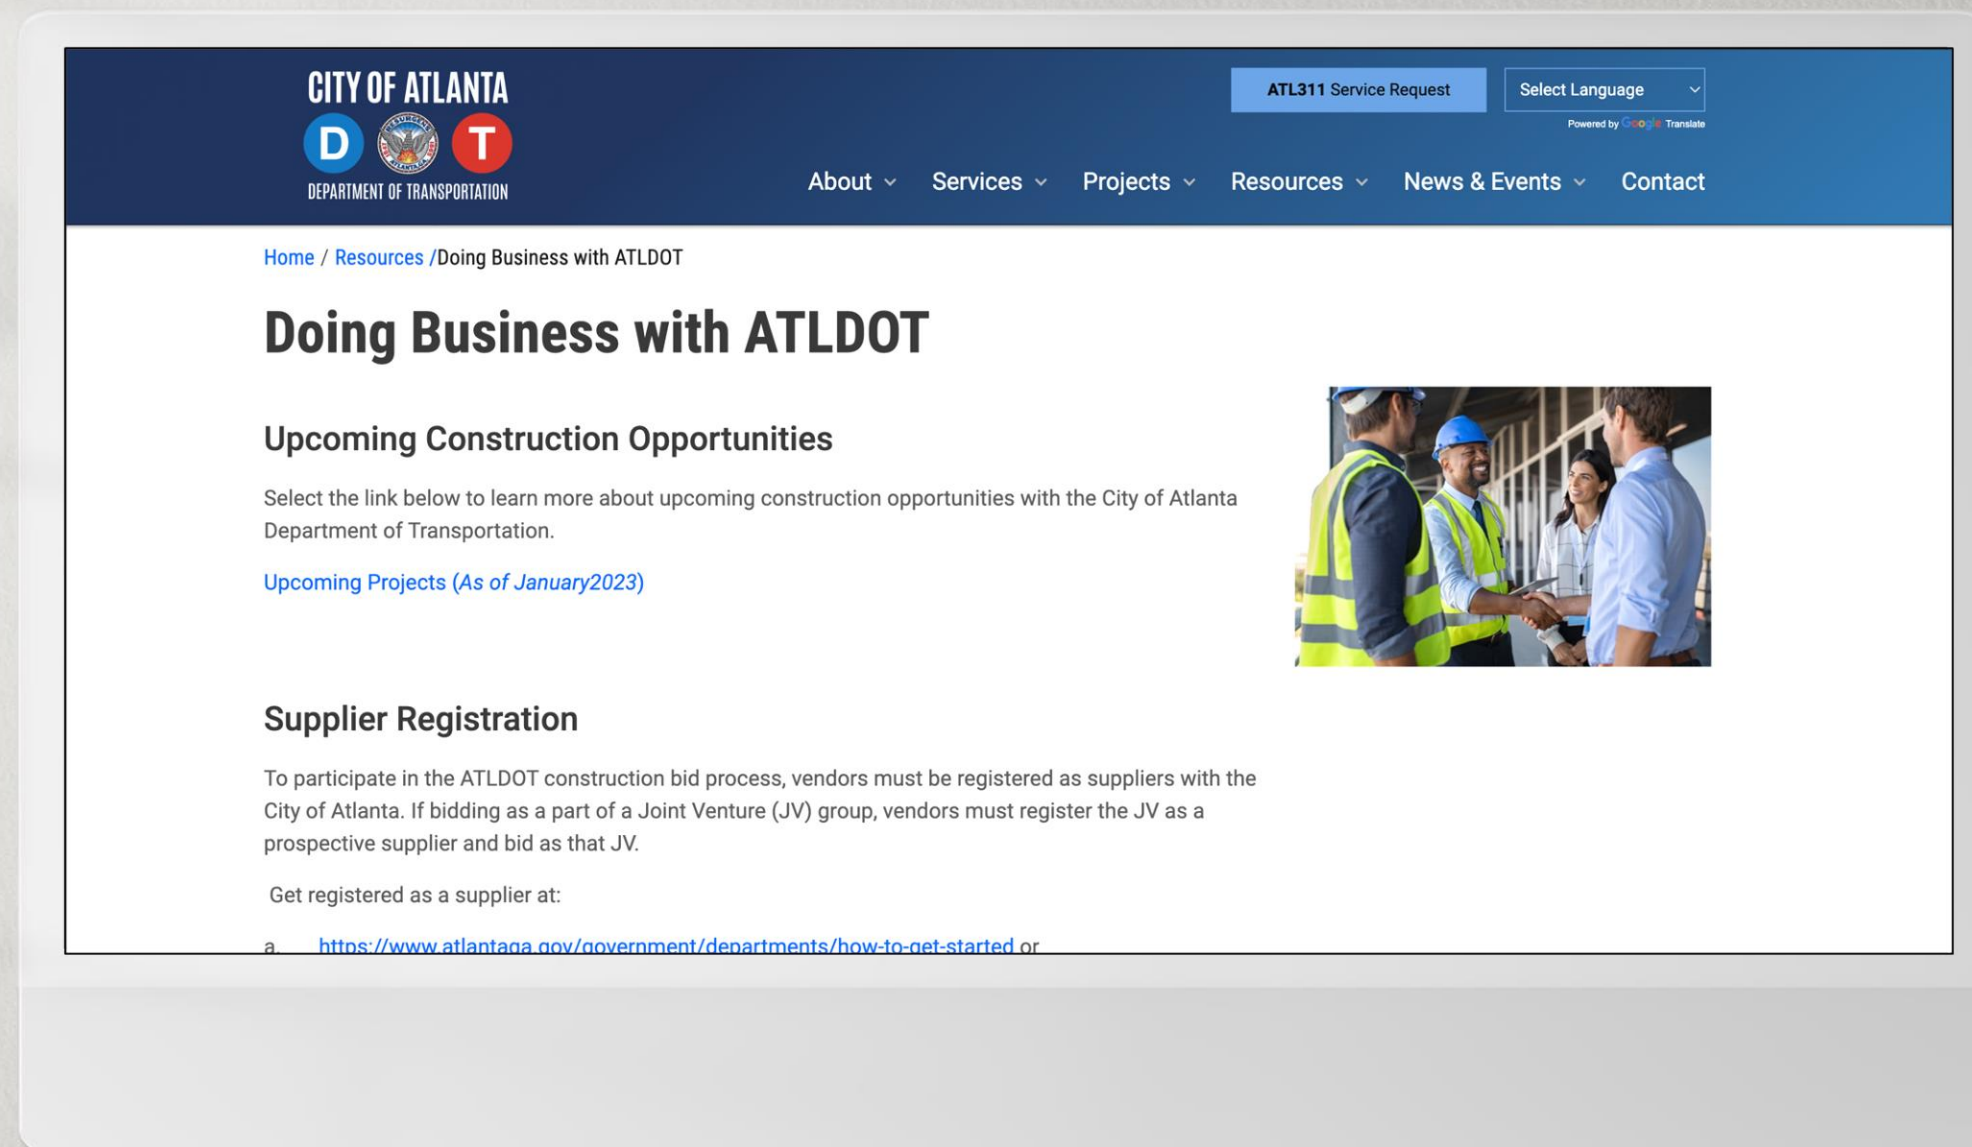 CITY OF ATLANTA
D T
DEPARTMENT OF TRANSPORTATION
ATL311 Service Request
Select Language
Powered by Google Translate
About
Services
Projects
Resources
News & Events
Contact
Home / Resources /Doing Business with ATLDOT
Doing Business with ATLDOT
Upcoming Construction Opportunities
Select the link below to learn more about upcoming construction opportunities with the City of Atlanta
Department of Transportation.
Upcoming Projects (As of January2023)
Supplier Registration
To participate in the ATLDOT construction bid process, vendors must be registered as suppliers with the
City of Atlanta. If bidding as a part of a Joint Venture (JV) group, vendors must register the JV as a
prospective supplier and bid as that JV.
Get registered as a supplier at:
a. https://www.atlantaga.gov/government/departments/how-to-get-started or